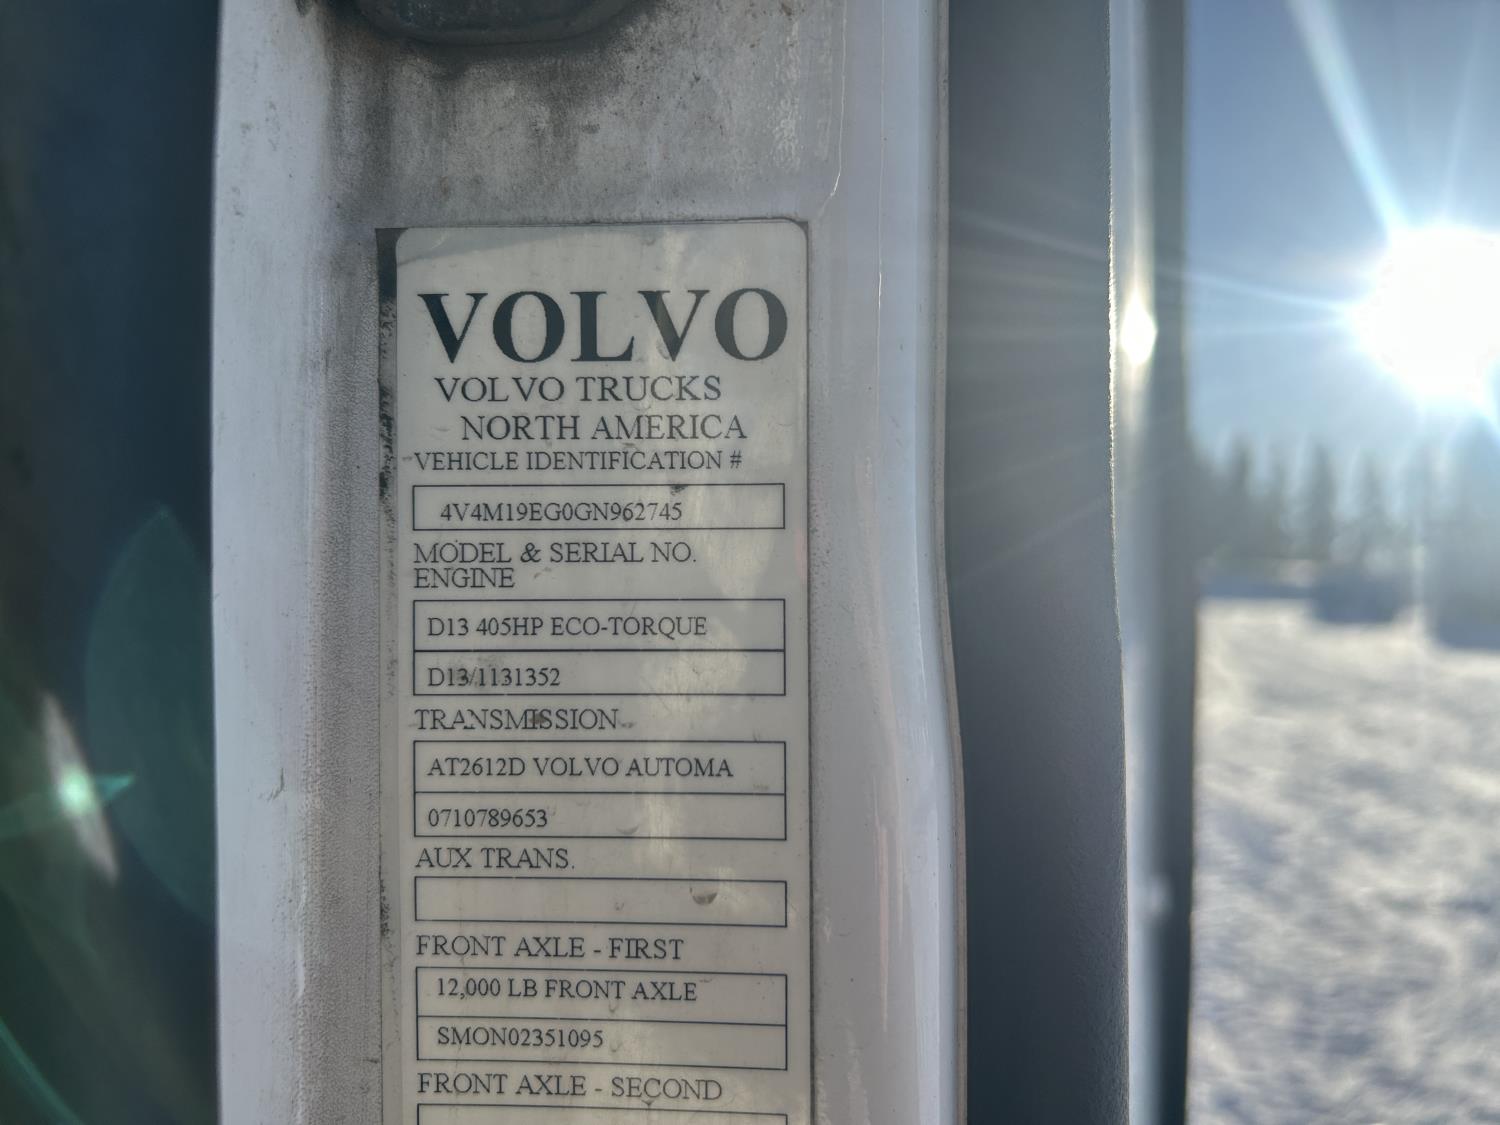 VOLVO
VOLVO TRUCKS
NORTH AMERICA
VEHICLE IDENTIFICATION #
4V4M19EG0GN962745
MODEL & SERIAL NO.
ENGINE
D13 405HP ECO-TORQUE
D13/1131352
TRANSMISSION
AT2612D VOLVO AUTOMA
0710789653
AUX TRANS.
FRONT AXLE - FIRST
12,000 LB FRONT AXLE
SMON02351095
FRONT AXLE - SECOND